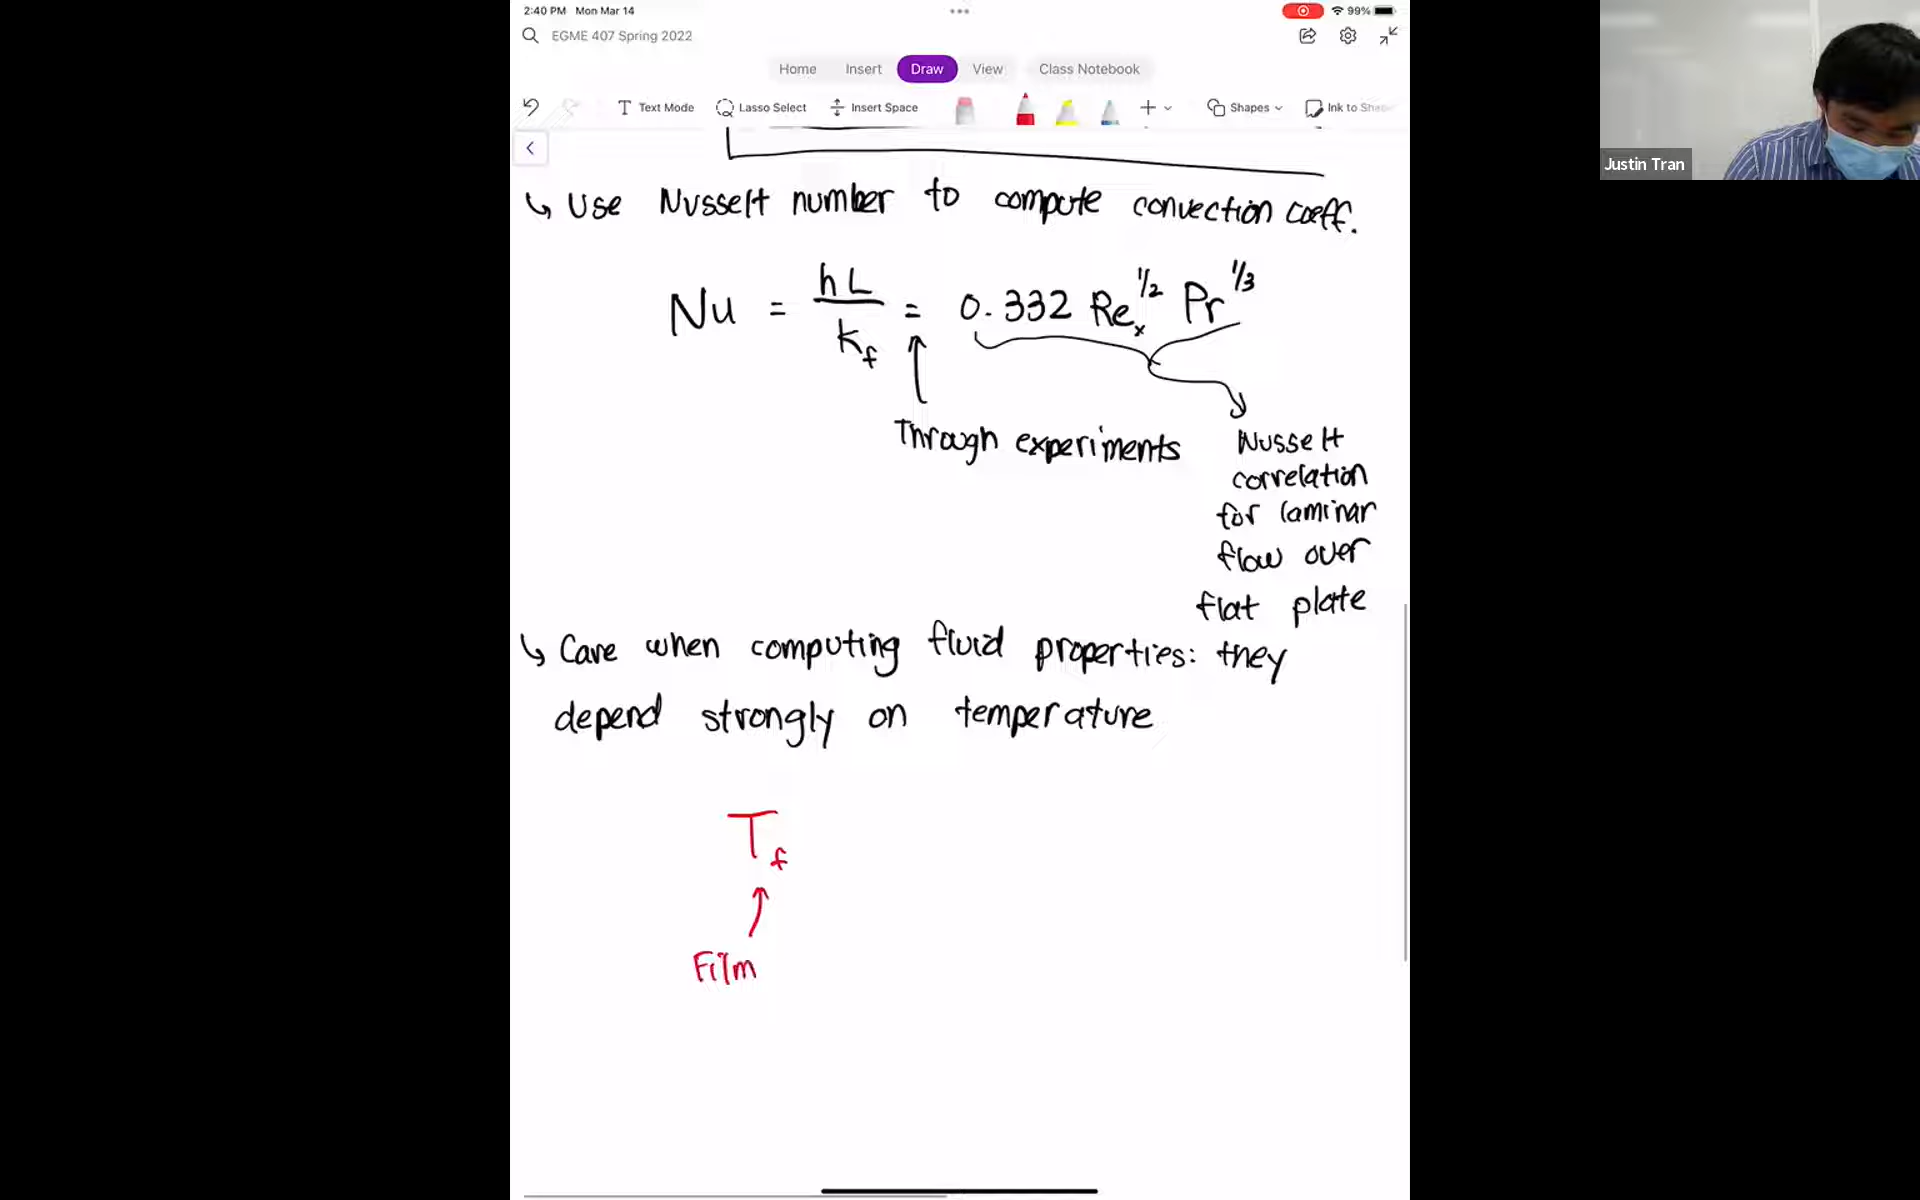 2:40 PM Mon Mar 14
99%
EGME 407 Spring 2022
Home Insert Draw View Class Notebook
Text Mode Lasso Select Insert Space Shapes Ink to Shape
Justin Tran
↳ Use Nusselt number to compute convection coeff.
Nu = hL/k_f = 0.332 Re_x^1/2 Pr^1/3
Through experiments
Nusselt
correlation
for laminar
flow over
flat plate
↳ Care when computing fluid properties: they
depend strongly on temperature
T_f
Film